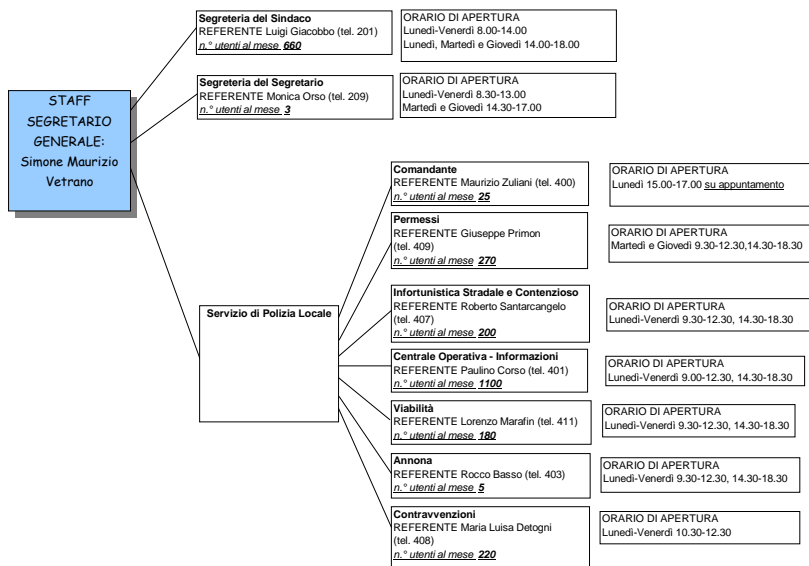 Segreteria del Sindaco
REFERENTE Luigi Giacobbo (tel. 201)
n.° utenti al mese 660
ORARIO DI APERTURA
Lunedì-Venerdì 8.00-14.00
Lunedì, Martedì e Giovedì 14.00-18.00
Segreteria del Segretario
REFERENTE Monica Orso (tel. 209)
n.° utenti al mese 3
ORARIO DI APERTURA
Lunedì-Venerdì 8.30-13.00
Martedì e Giovedì 14.30-17.00
STAFF
SEGRETARIO
GENERALE:
Simone Maurizio
Vetrano
Servizio di Polizia Locale
Comandante
REFERENTE Maurizio Zuliani (tel. 400)
n.° utenti al mese 25
ORARIO DI APERTURA
Lunedì 15.00-17.00 su appuntamento
Permessi
REFERENTE Giuseppe Primon
(tel. 409)
n.° utenti al mese 270
ORARIO DI APERTURA
Martedì e Giovedì 9.30-12.30,14.30-18.30
Infortunistica Stradale e Contenzioso
REFERENTE Roberto Santarcangelo
(tel. 407)
n.° utenti al mese 200
ORARIO DI APERTURA
Lunedì-Venerdì 9.30-12.30, 14.30-18.30
Centrale Operativa - Informazioni
REFERENTE Paulino Corso (tel. 401)
n.° utenti al mese 1100
ORARIO DI APERTURA
Lunedì-Venerdì 9.00-12.30, 14.30-18.30
Viabilità
REFERENTE Lorenzo Marafin (tel. 411)
n.° utenti al mese 180
ORARIO DI APERTURA
Lunedì-Venerdì 9.30-12.30, 14.30-18.30
Annona
REFERENTE Rocco Basso (tel. 403)
n.° utenti al mese 5
ORARIO DI APERTURA
Lunedì-Venerdì 9.30-12.30, 14.30-18.30
Contravvenzioni
REFERENTE Maria Luisa Detogni
(tel. 408)
n.° utenti al mese 220
ORARIO DI APERTURA
Lunedì-Venerdì 10.30-12.30